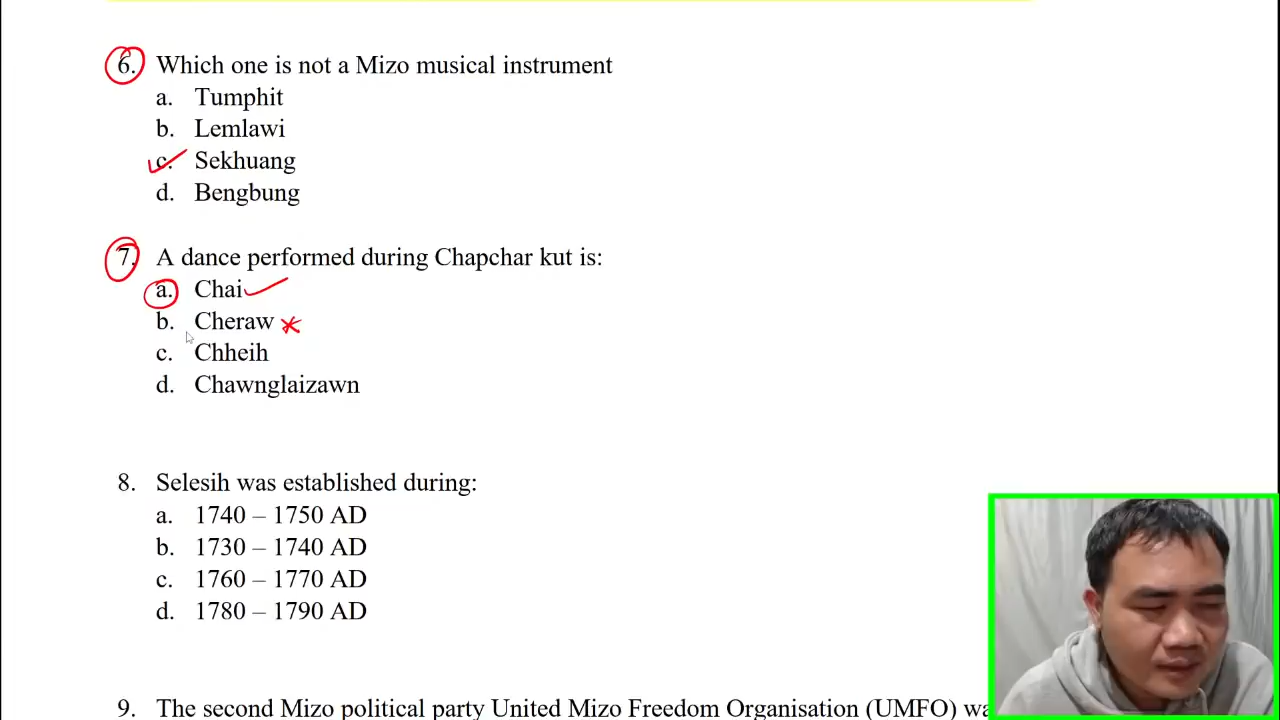 6. Which one is not a Mizo musical instrument
a. Tumphit
b. Lemlawi
c. Sekhuang
d. Bengbung
7. A dance performed during Chapchar kut is:
a. Chai
b. Cheraw
c. Chheih
d. Chawnglaizawn
8. Selesih was established during:
a. 1740 – 1750 AD
b. 1730 – 1740 AD
c. 1760 – 1770 AD
d. 1780 – 1790 AD
9. The second Mizo political party United Mizo Freedom Organisation (UMFO) wa